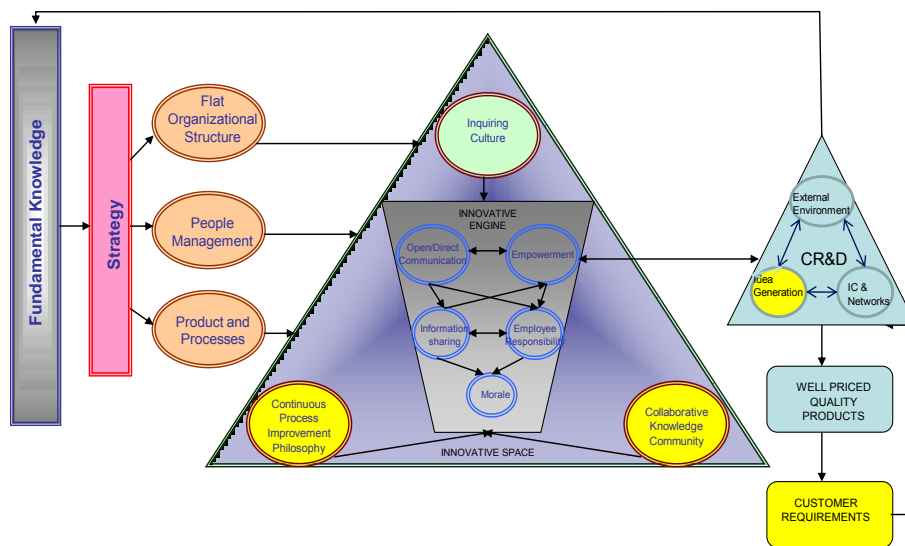 Fundamental Knowledge
Strategy
Flat
Organizational
Structure
People
Management
Product and
Processes
Inquiring
Culture
INNOVATIVE
ENGINE
Open/Direct
Communication
Empowerment
Information
sharing
Employee
Responsibility
Morale
Continuous
Process
Improvement
Philosophy
Collaborative
Knowledge
Community
INNOVATIVE SPACE
External
Environment
CR&D
Idea
Generation
IC &
Networks
WELL PRICED
QUALITY
PRODUCTS
CUSTOMER
REQUIREMENTS